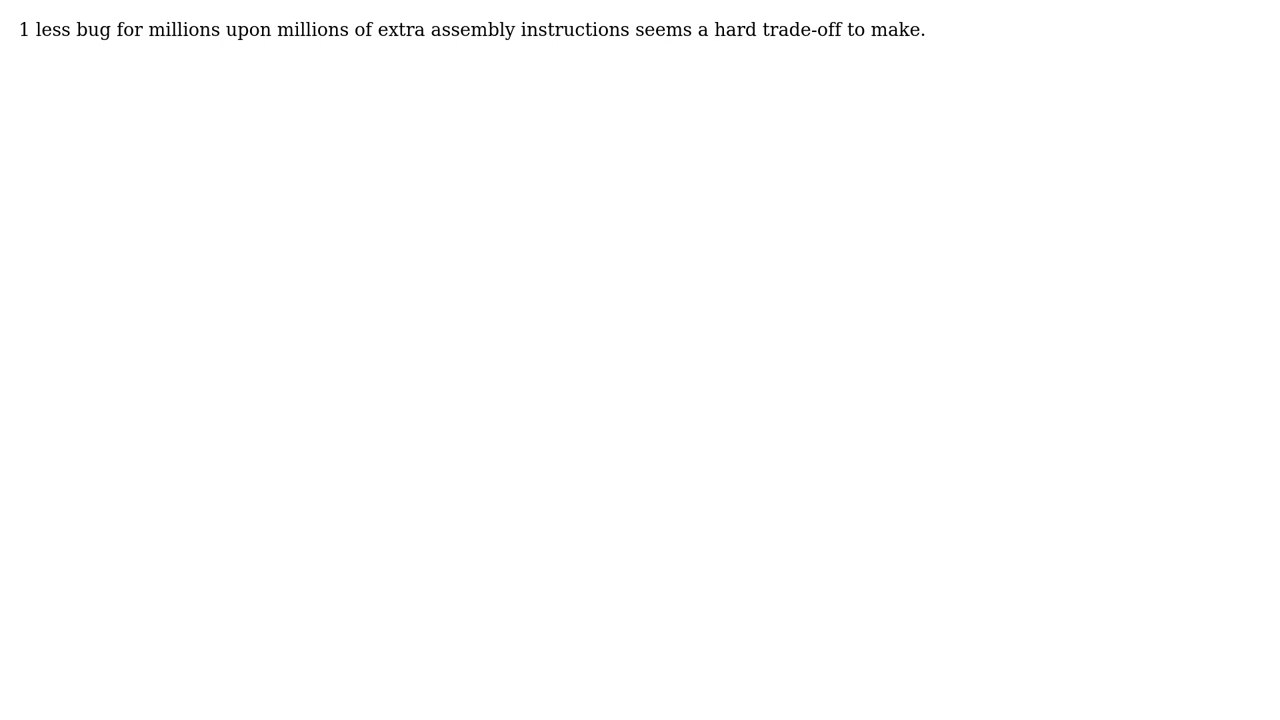 1 less bug for millions upon millions of extra assembly instructions seems a hard trade-off to make.